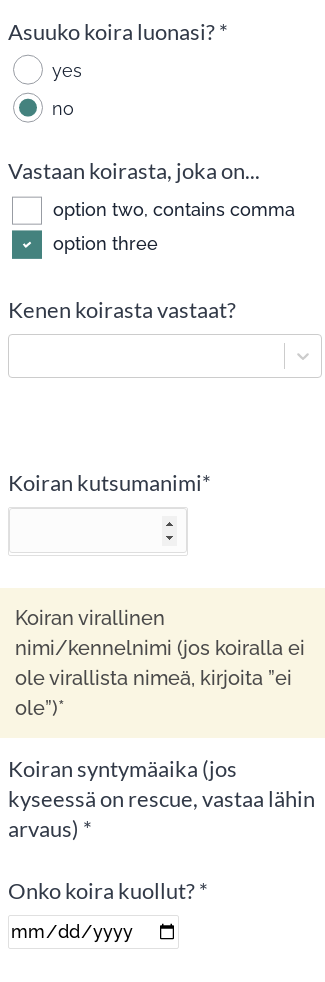 Asuuko koira luonasi? *
yes
no
Vastaan koirasta, joka on...
option two, contains comma
option three
Kenen koirasta vastaat?
Koiran kutsumanimi*
Koiran virallinen
nimi/kennelnimi (jos koiralla ei
ole virallista nimeä, kirjoita ”ei
ole”)*
Koiran syntymäaika (jos
kyseessä on rescue, vastaa lähin
arvaus) *
Onko koira kuollut? *
mm/dd/yyyy